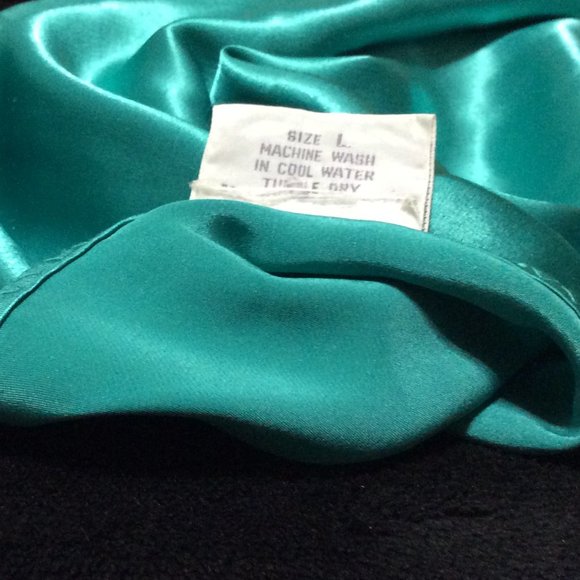 SIZE L.
MACHINE WASH
IN COOL WATER
TUMBLE DRY